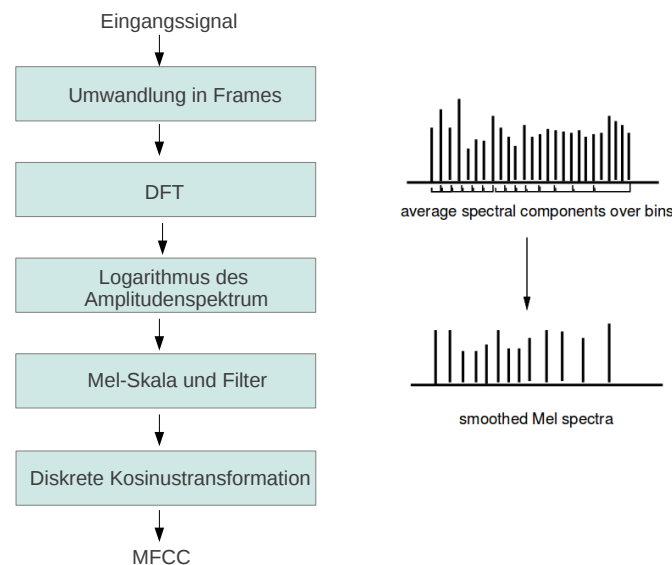 Eingangssignal
Umwandlung in Frames
DFT
Logarithmus des
Amplitudenspektrum
Mel-Skala und Filter
Diskrete Kosinustransformation
MFCC
average spectral components over bins
smoothed Mel spectra